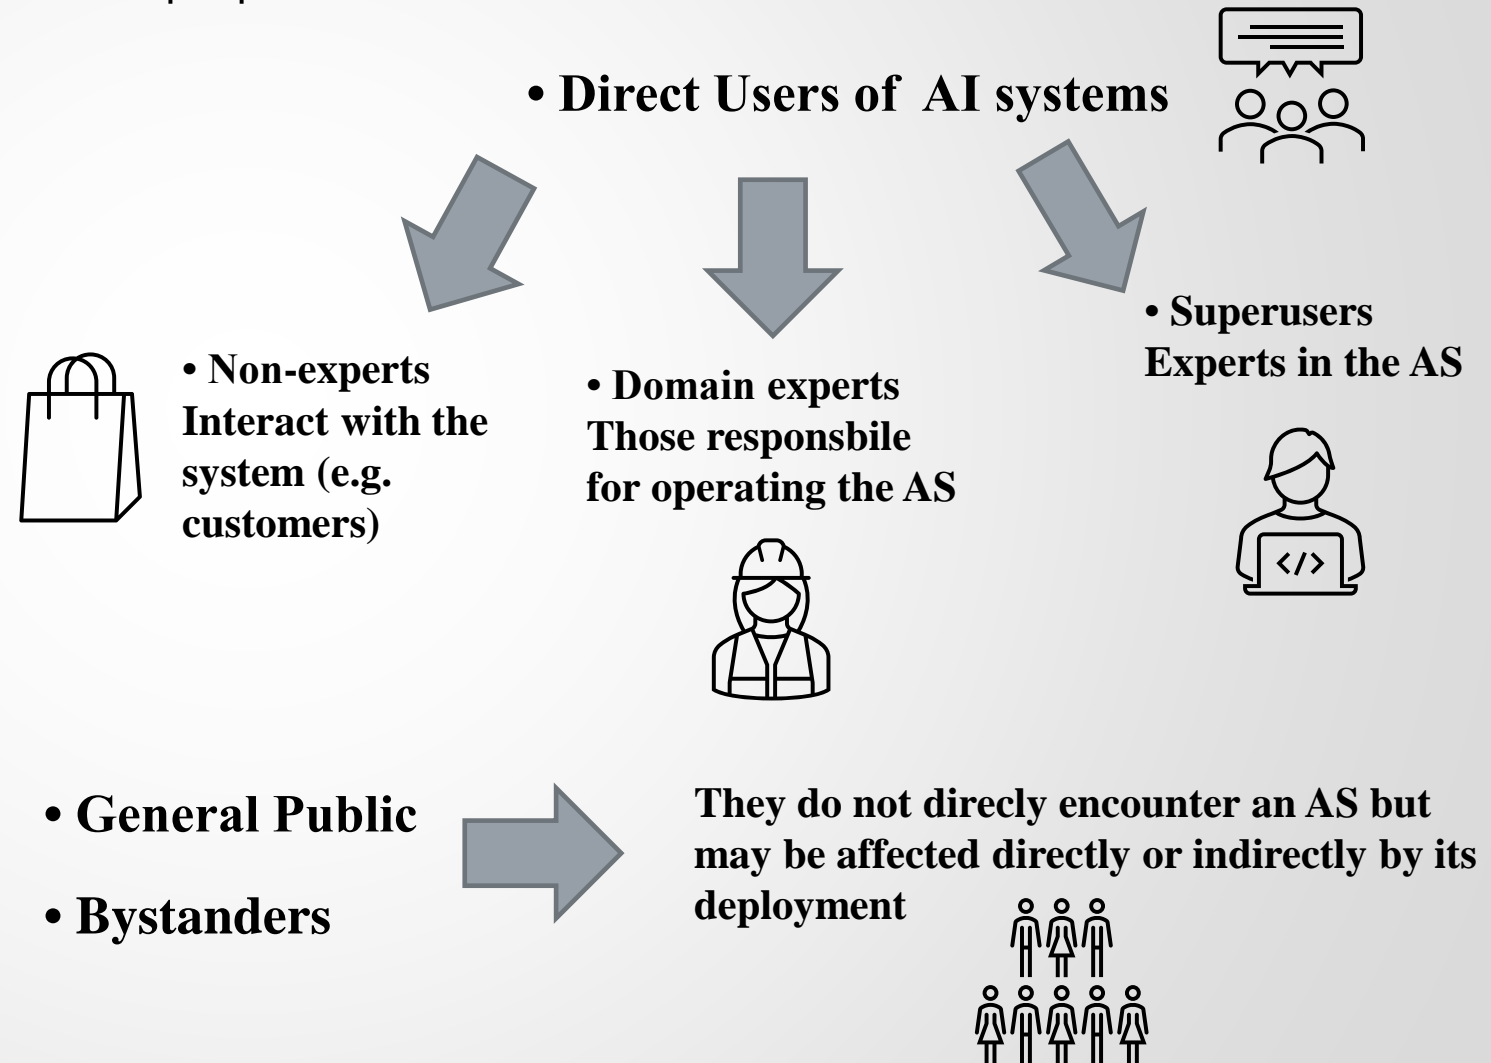 • Direct Users of AI systems
• Non-experts
Interact with the
system (e.g.
customers)
• Domain experts
Those responsbile
for operating the AS
• Superusers
Experts in the AS
</>
• General Public
• Bystanders
They do not direcly encounter an AS but
may be affected directly or indirectly by its
deployment